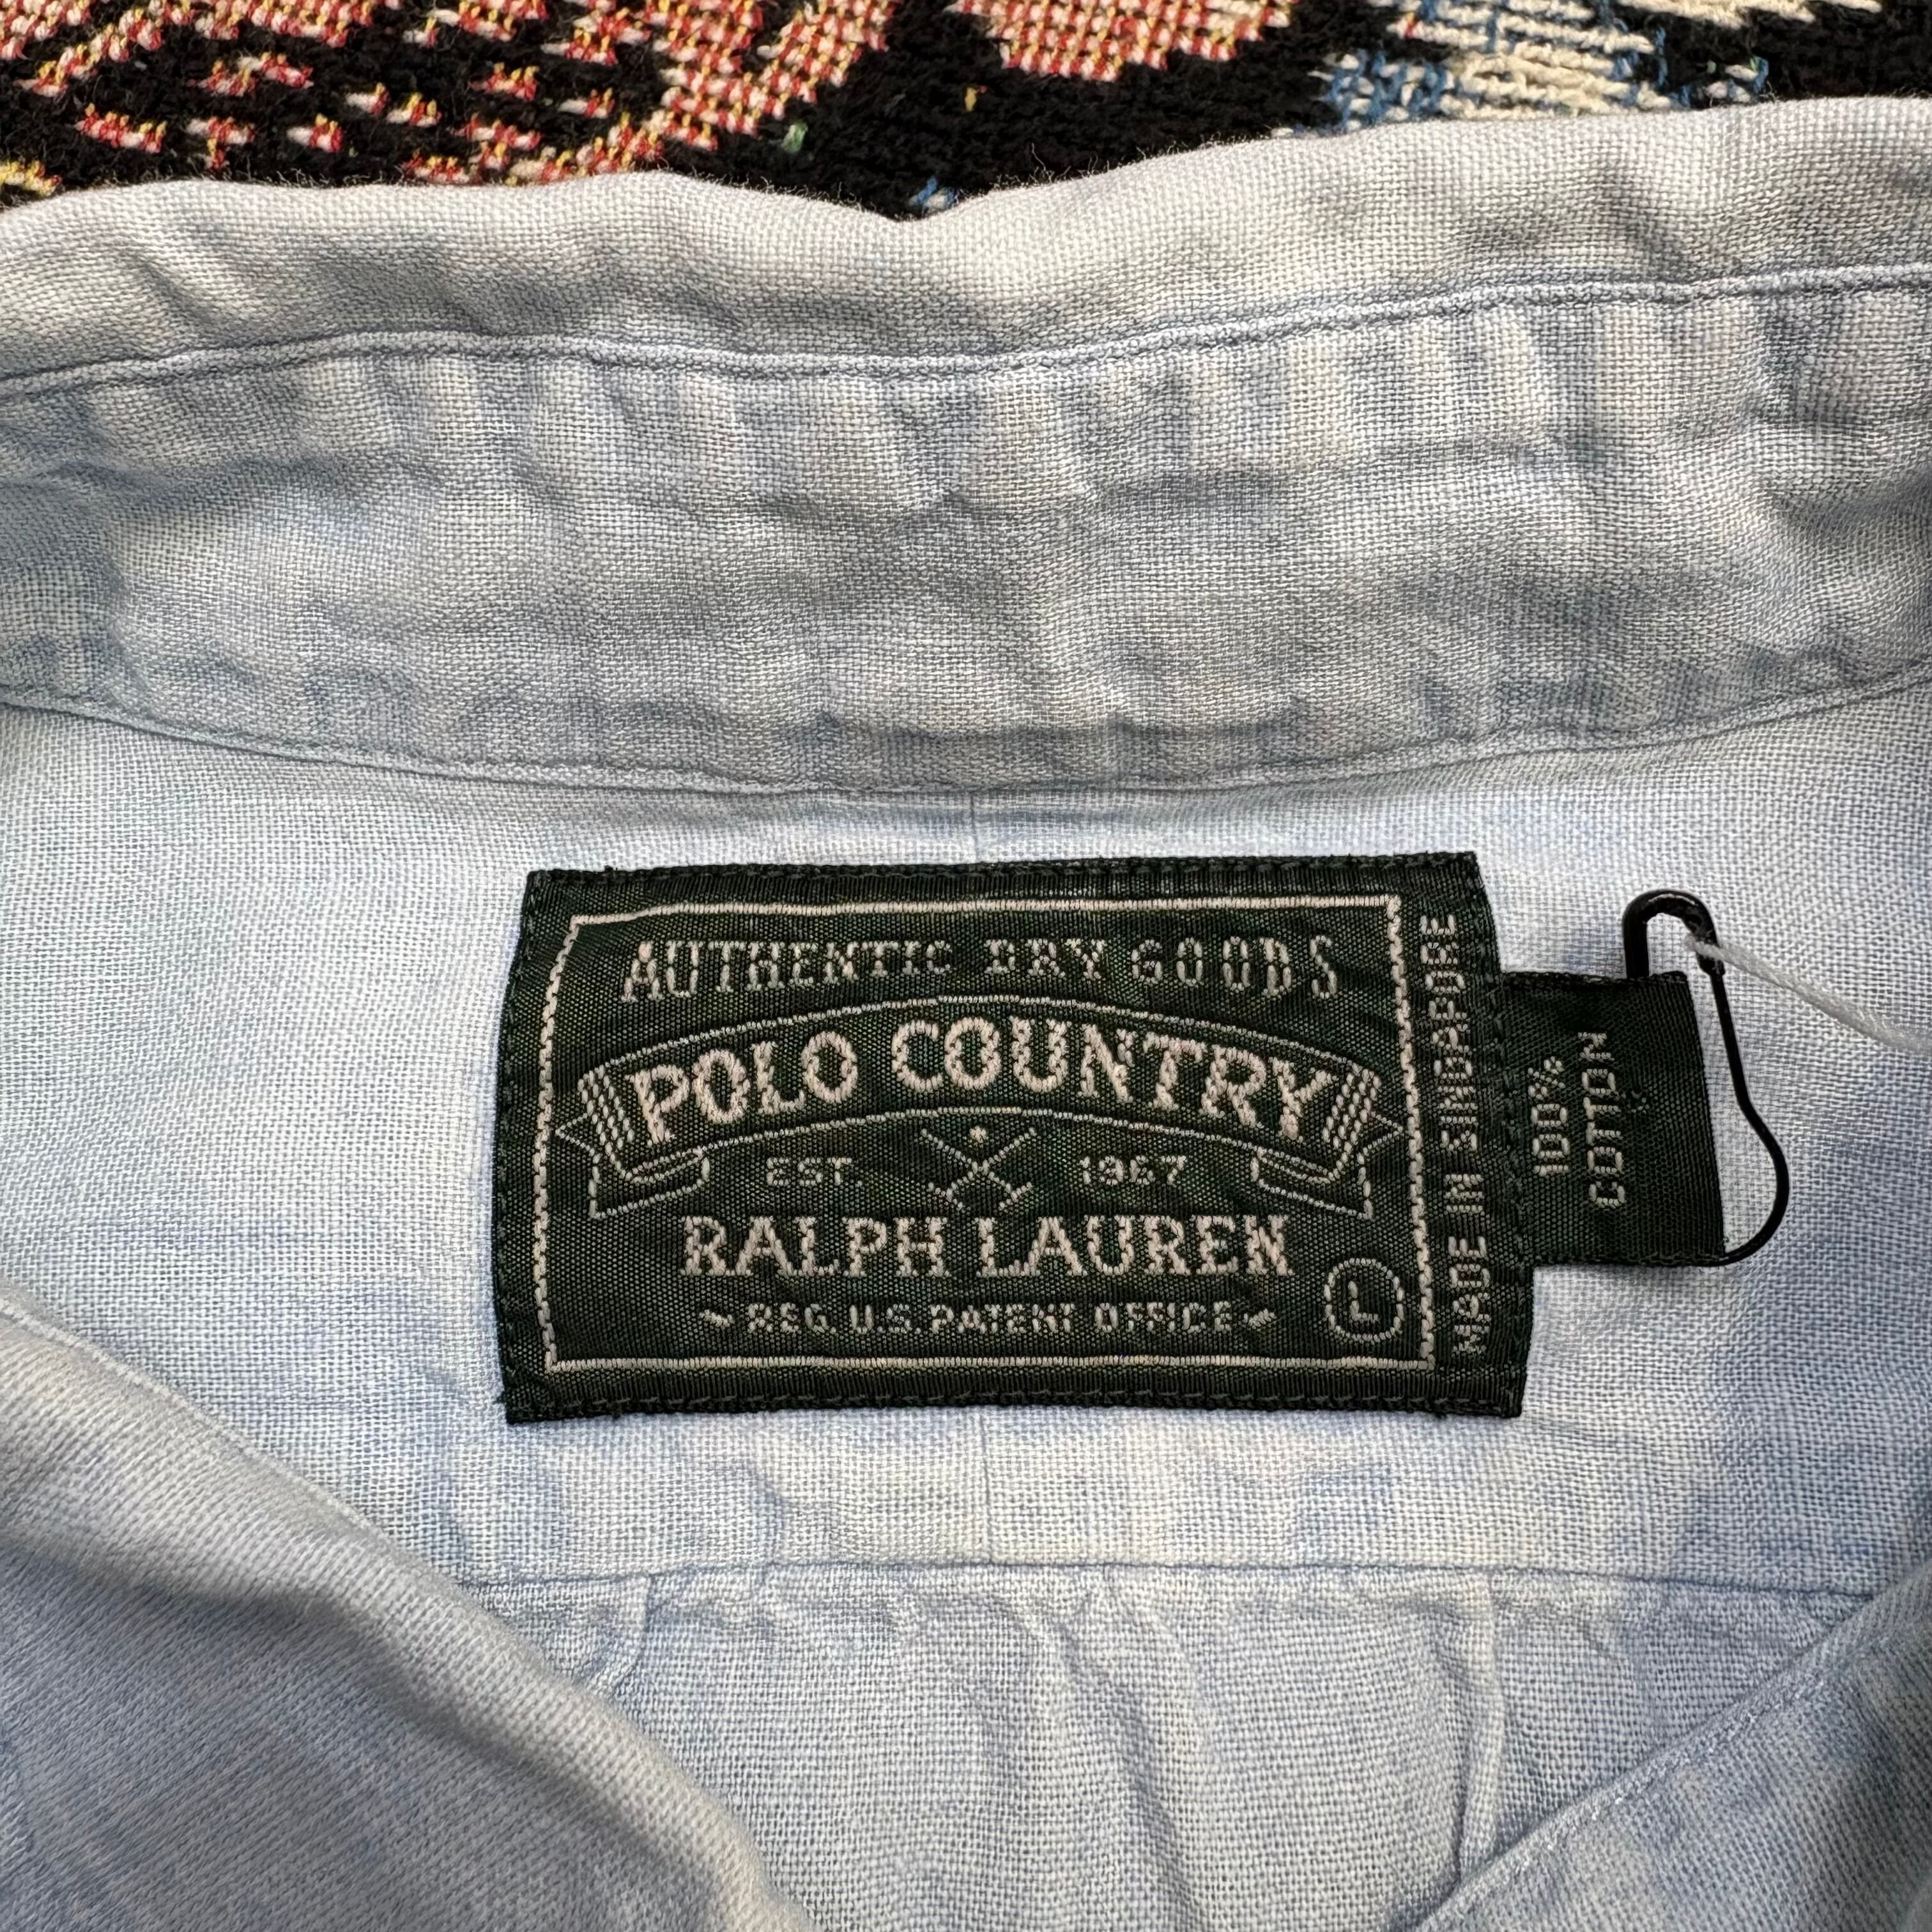 AUTHENTIC DRY GOODS
POLO COUNTRY
EST. 1967
RALPH LAUREN
REG. U.S. PATENT OFFICE
L
MADE IN SINGAPORE
100%
COTTON